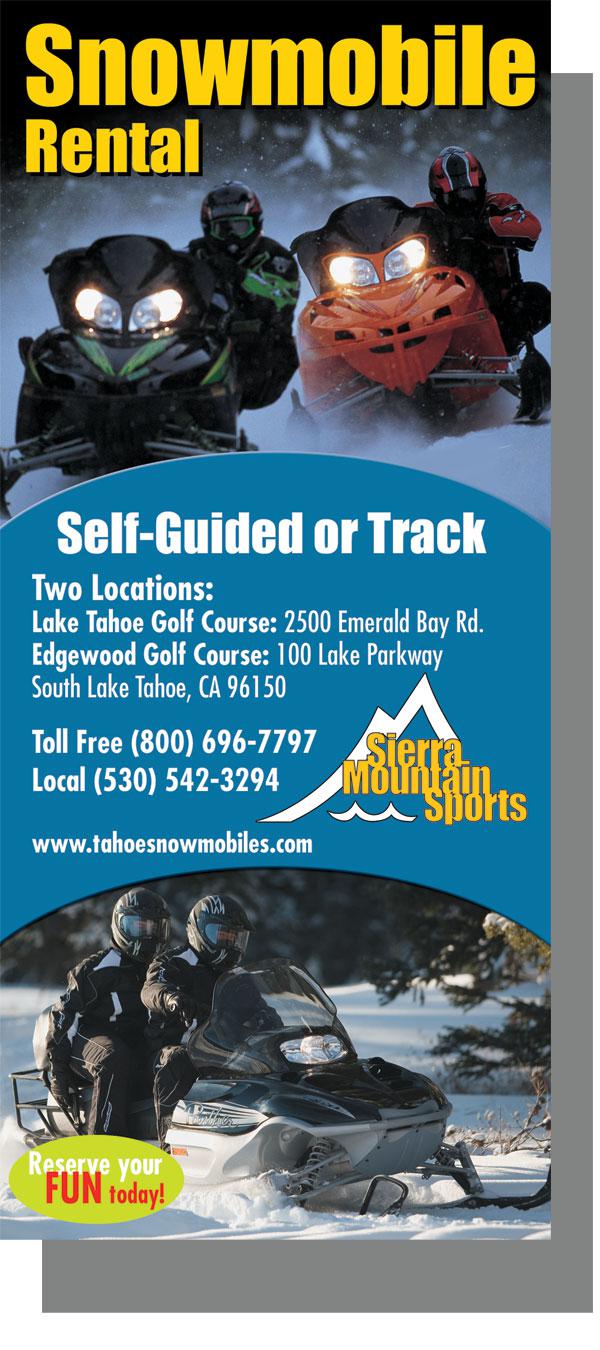 Snowmobile
Rental
Self-Guided or Track
Two Locations:
Lake Tahoe Golf Course: 2500 Emerald Bay Rd.
Edgewood Golf Course: 100 Lake Parkway
South Lake Tahoe, CA 96150
Toll Free (800) 696-7797
Local (530) 542-3294
Sierra
Mountain
Sports
www.tahoesnowmobiles.com
Reserve your
FUN today!